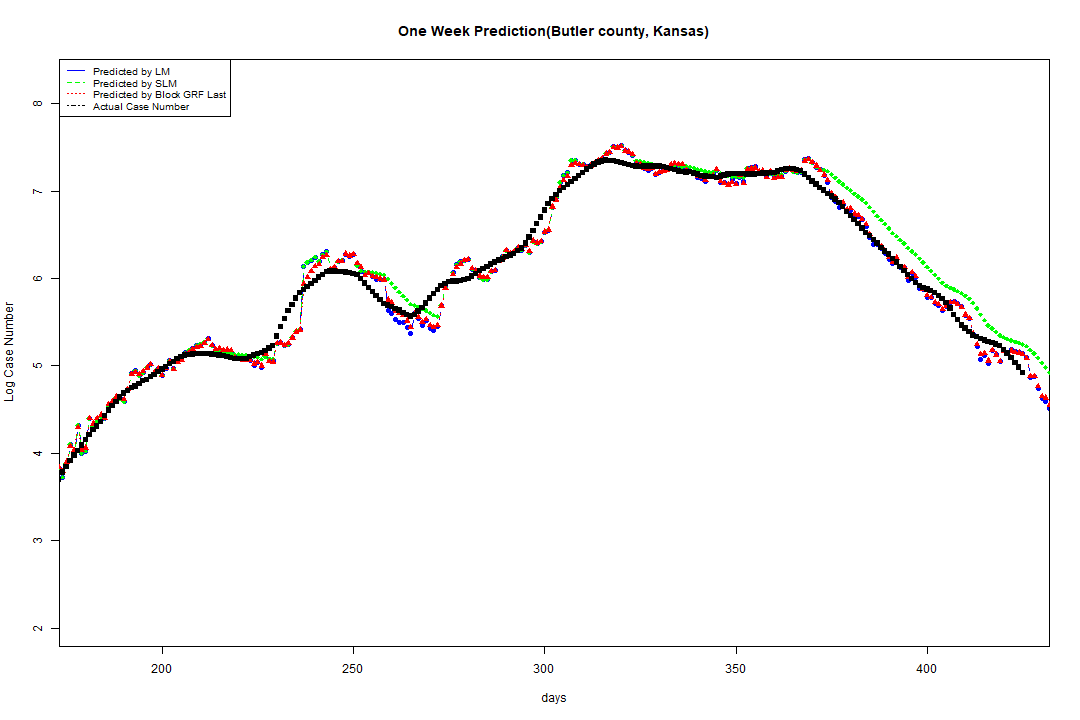 One Week Prediction(Butler county, Kansas)
Predicted by LM
Predicted by SLM
Predicted by Block GRF Last
Actual Case Number
8
7
6
5
4
3
2
Log Case Number
200 250 300 350 400
days